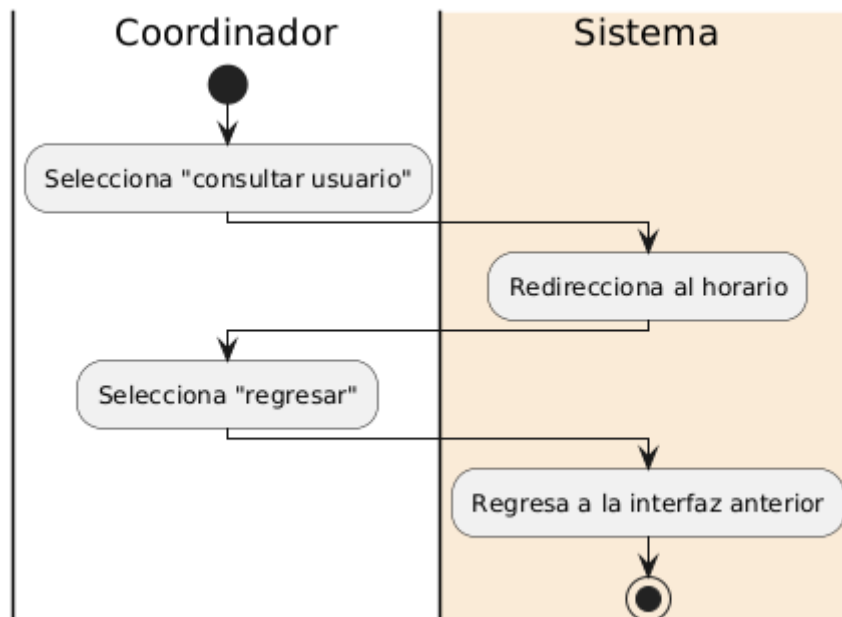 Coordinador
Sistema
Selecciona "consultar usuario"
Redirecciona al horario
Selecciona "regresar"
Regresa a la interfaz anterior